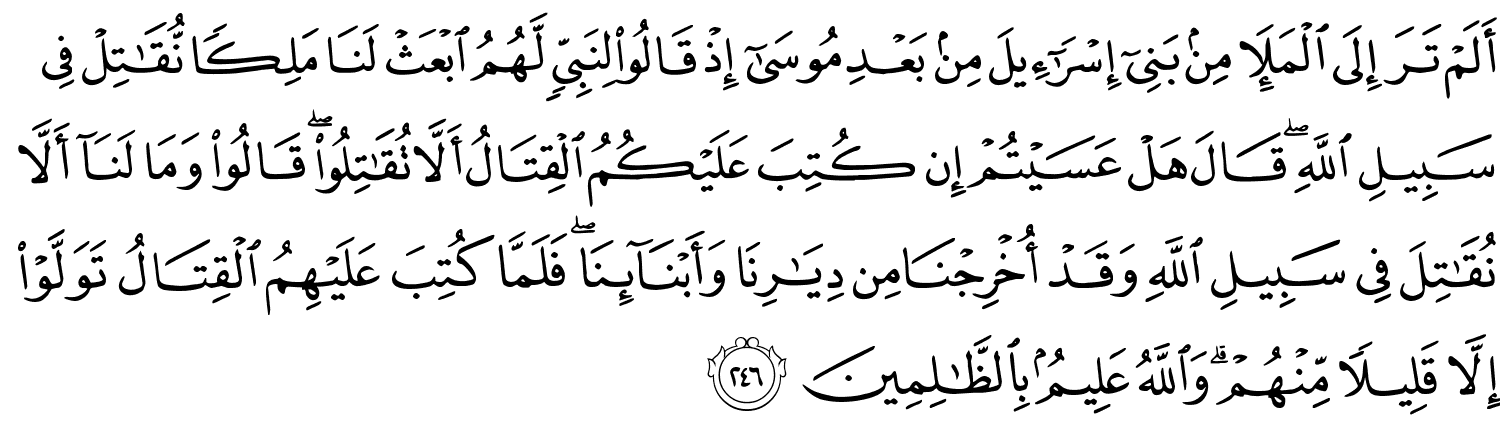 أَلَمۡ تَرَ إِلَى ٱلۡمَلَإِ مِنۢ بَنِيٓ إِسۡرَٰٓءِيلَ مِنۢ بَعۡدِ مُوسَىٰٓ إِذۡ قَالُواْ لِنَبِيّٖ لَّهُمُ ٱبۡعَثۡ لَنَا مَلِكٗا نُّقَٰتِلۡ فِي
سَبِيلِ ٱللَّهِۖ قَالَ هَلۡ عَسَيۡتُمۡ إِن كُتِبَ عَلَيۡكُمُ ٱلۡقِتَالُ أَلَّا تُقَٰتِلُواْۖ قَالُواْ وَمَا لَنَآ أَلَّا
نُقَٰتِلَ فِي سَبِيلِ ٱللَّهِ وَقَدۡ أُخۡرِجۡنَا مِن دِيَٰرِنَا وَأَبۡنَآئِنَاۖ فَلَمَّا كُتِبَ عَلَيۡهِمُ ٱلۡقِتَالُ تَوَلَّوۡاْ
إِلَّا قَلِيلٗا مِّنۡهُمۡۚ وَٱللَّهُ عَلِيمُۢ بِٱلظَّٰلِمِينَ ٢٤٦